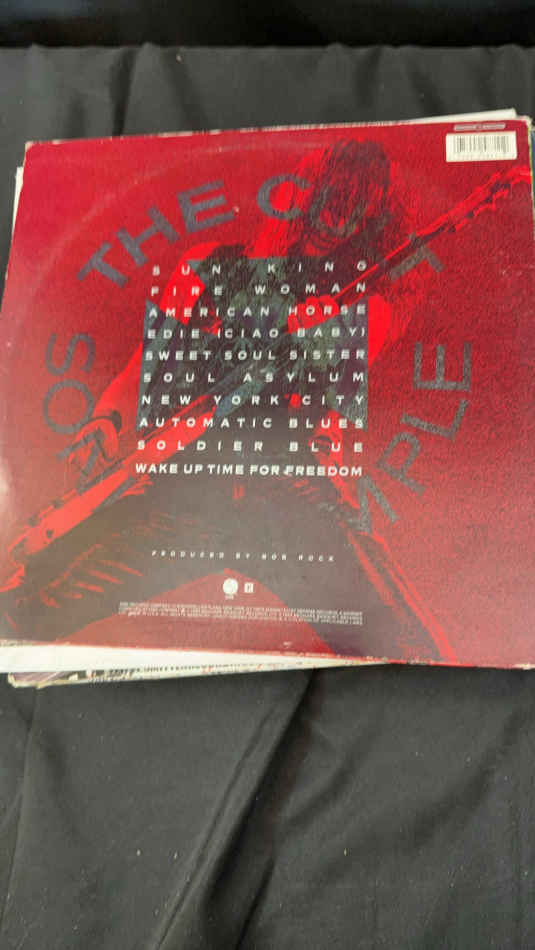 THE CULT
SONIC TEMPLE
SUN KING
FIRE WOMAN
AMERICAN HORSE
EDIE (CIAO BABY)
SWEET SOUL SISTER
SOUL ASYLUM
NEW YORK CITY
AUTOMATIC BLUES
SOLDIER BLUE
WAKE UP TIME FOR FREEDOM
PRODUCED BY BOB ROCK